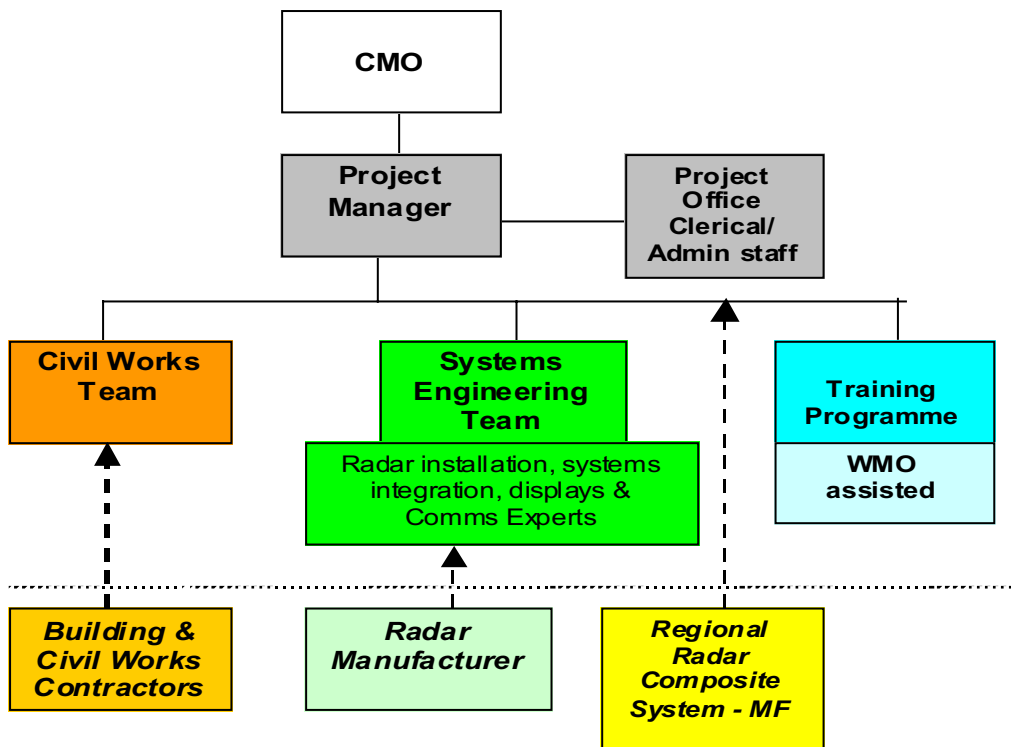 CMO
Project
Manager
Project
Office
Clerical/
Admin staff
Civil Works
Team
Systems
Engineering
Team
Radar installation, systems
integration, displays &
Comms Experts
Training
Programme
WMO
assisted
Building &
Civil Works
Contractors
Radar
Manufacturer
Regional
Radar
Composite
System - MF